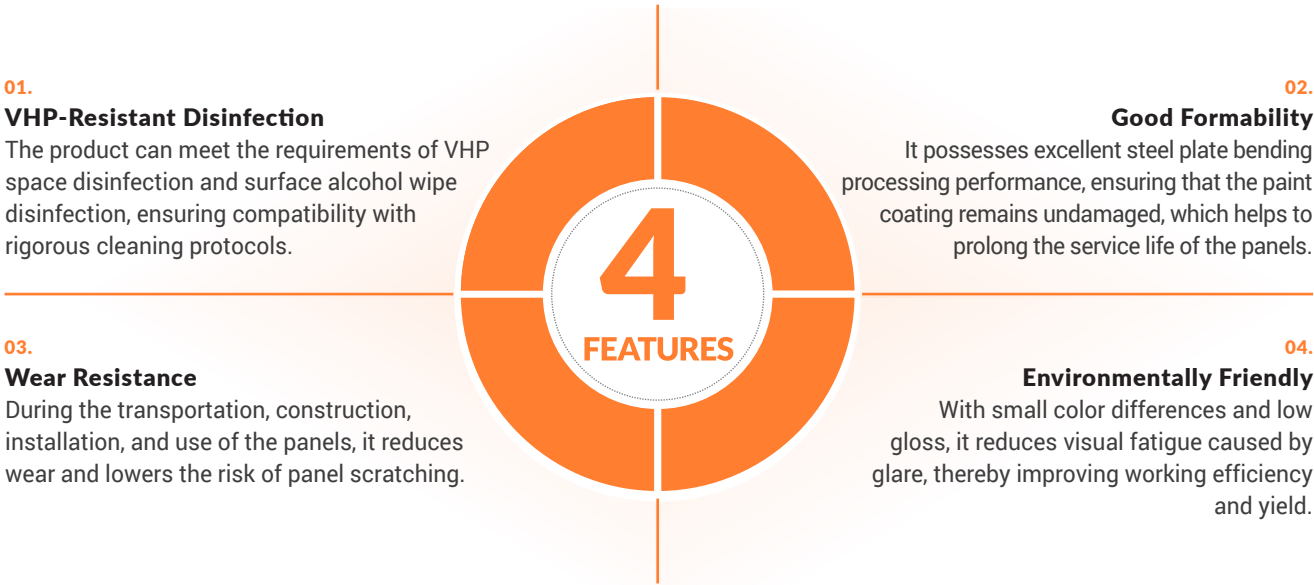 01.
VHP-Resistant Disinfection
The product can meet the requirements of VHP
space disinfection and surface alcohol wipe
disinfection, ensuring compatibility with
rigorous cleaning protocols.
02.
Good Formability
It possesses excellent steel plate bending
processing performance, ensuring that the paint
coating remains undamaged, which helps to
prolong the service life of the panels.
4
FEATURES
03.
Wear Resistance
During the transportation, construction,
installation, and use of the panels, it reduces
wear and lowers the risk of panel scratching.
04.
Environmentally Friendly
With small color differences and low
gloss, it reduces visual fatigue caused by
glare, thereby improving working efficiency
and yield.